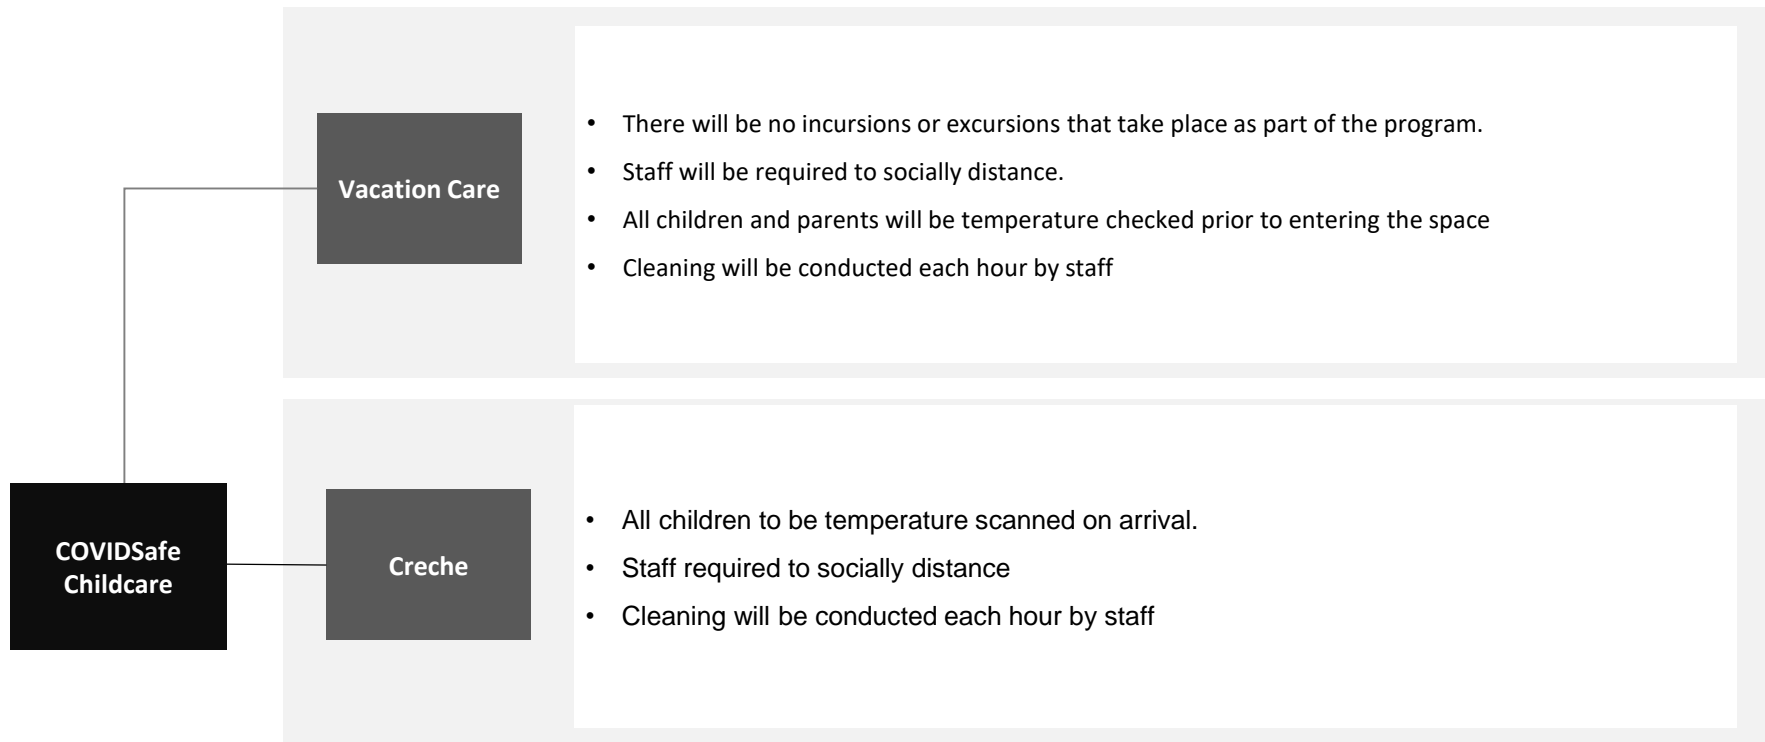 Vacation Care
• There will be no incursions or excursions that take place as part of the program.
• Staff will be required to socially distance.
• All children and parents will be temperature checked prior to entering the space
• Cleaning will be conducted each hour by staff
COVIDSafe
Childcare
Creche
• All children to be temperature scanned on arrival.
• Staff required to socially distance
• Cleaning will be conducted each hour by staff